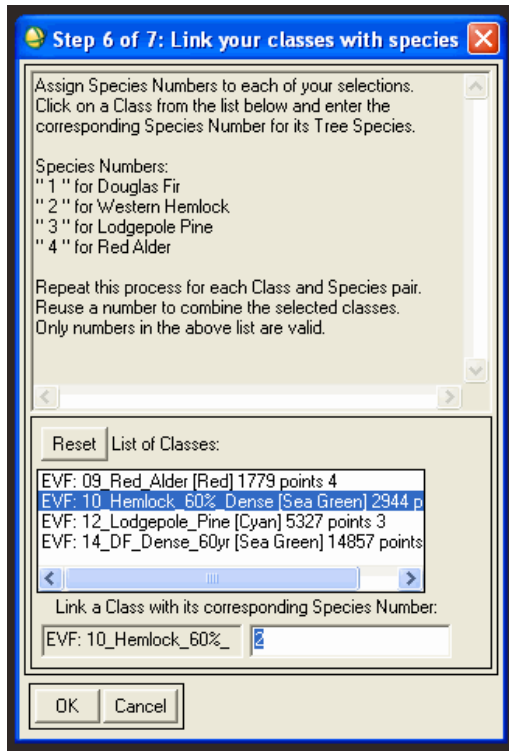 Step 6 of 7: Link your classes with species
Assign Species Numbers to each of your selections.
Click on a Class from the list below and enter the
corresponding Species Number for its Tree Species.
Species Numbers:
" 1 " for Douglas Fir
" 2 " for Western Hemlock
" 3 " for Lodgepole Pine
" 4 " for Red Alder
Repeat this process for each Class and Species pair.
Reuse a number to combine the selected classes.
Only numbers in the above list are valid.
Reset List of Classes:
EVF: 09_Red_Alder [Red] 1779 points 4
EVF: 10_Hemlock_60%_Dense [Sea Green] 2944 p
EVF: 12_Lodgepole_Pine [Cyan] 5327 points 3
EVF: 14_DF_Dense_60yr [Sea Green] 14857 points
Link a Class with its corresponding Species Number:
EVF: 10_Hemlock_60%_ 2
OK Cancel